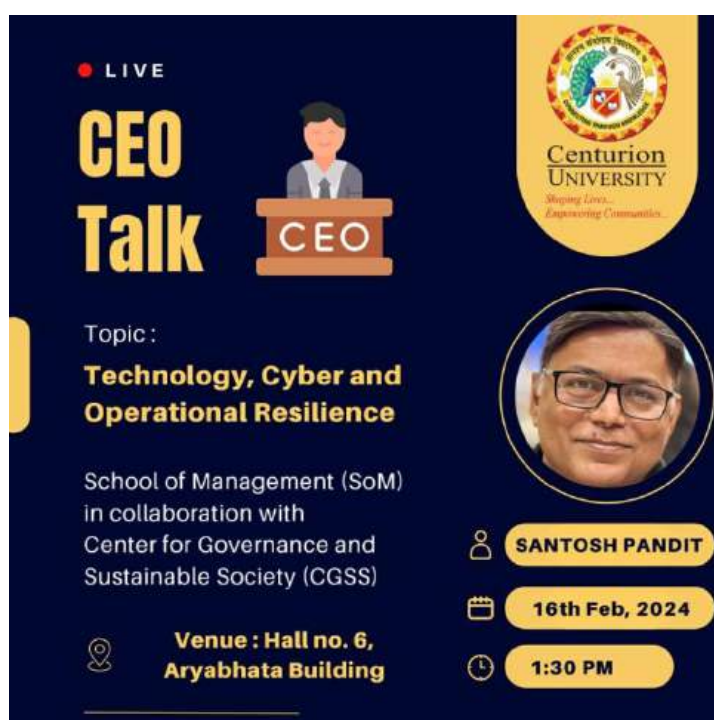 LIVE
CEO
Talk
CEO
Centurion
UNIVERSITY
Shaping Lives...
Empowering Communities...
Topic :
Technology, Cyber and
Operational Resilience
School of Management (SoM)
in collaboration with
Center for Governance and
Sustainable Society (CGSS)
Venue : Hall no. 6,
Aryabhata Building
SANTOSH PANDIT
16th Feb, 2024
1:30 PM